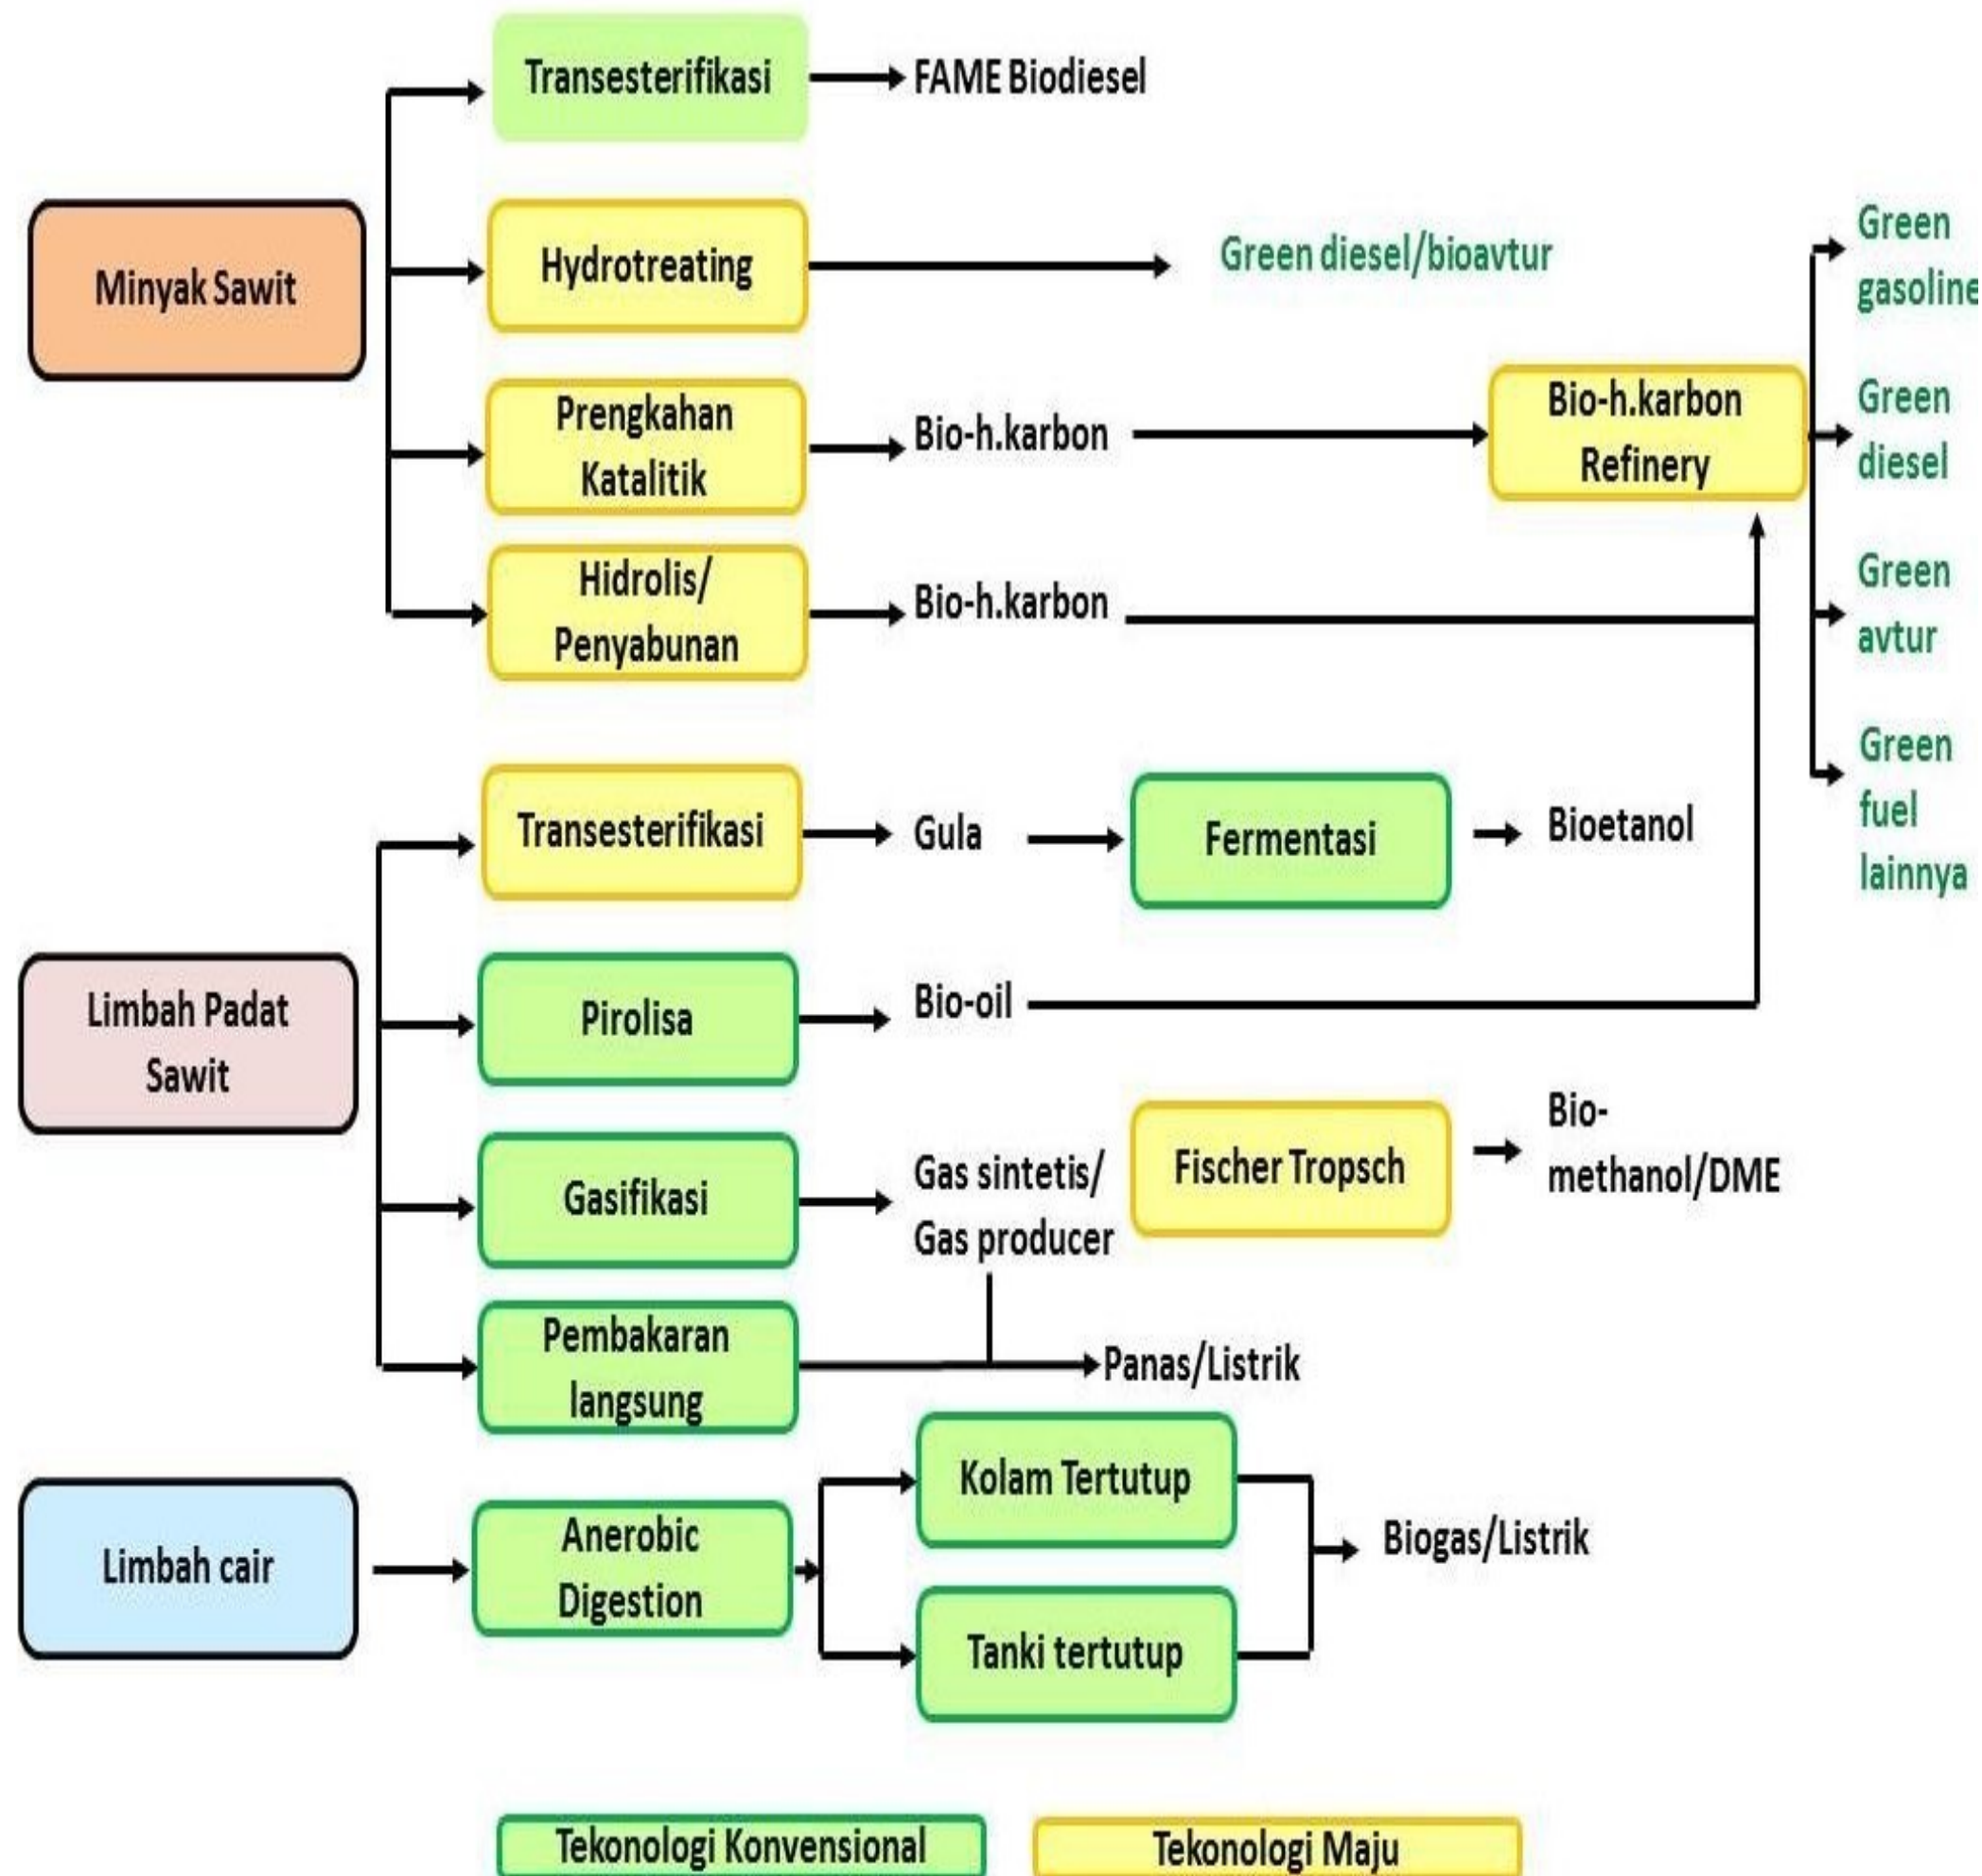 Transesterifikasi
FAME Biodiesel
Minyak Sawit
Hydrotreating
Green diesel/bioavtur
Green
gasoline
Prengkahan
Katalitik
Bio-h.karbon
Bio-h.karbon
Refinery
Green
diesel
Hidrolis/
Penyabunan
Bio-h.karbon
Green
avtur
Green
fuel
lainnya
Transesterifikasi
Gula
Fermentasi
Bioetanol
Limbah Padat
Sawit
Pirolisa
Bio-oil
Gasifikasi
Gas sintetis/
Gas producer
Fischer Tropsch
Bio-
methanol/DME
Pembakaran
langsung
Panas/Listrik
Limbah cair
Anerobic
Digestion
Kolam Tertutup
Tanki tertutup
Biogas/Listrik
Tekonologi Konvensional
Tekonologi Maju